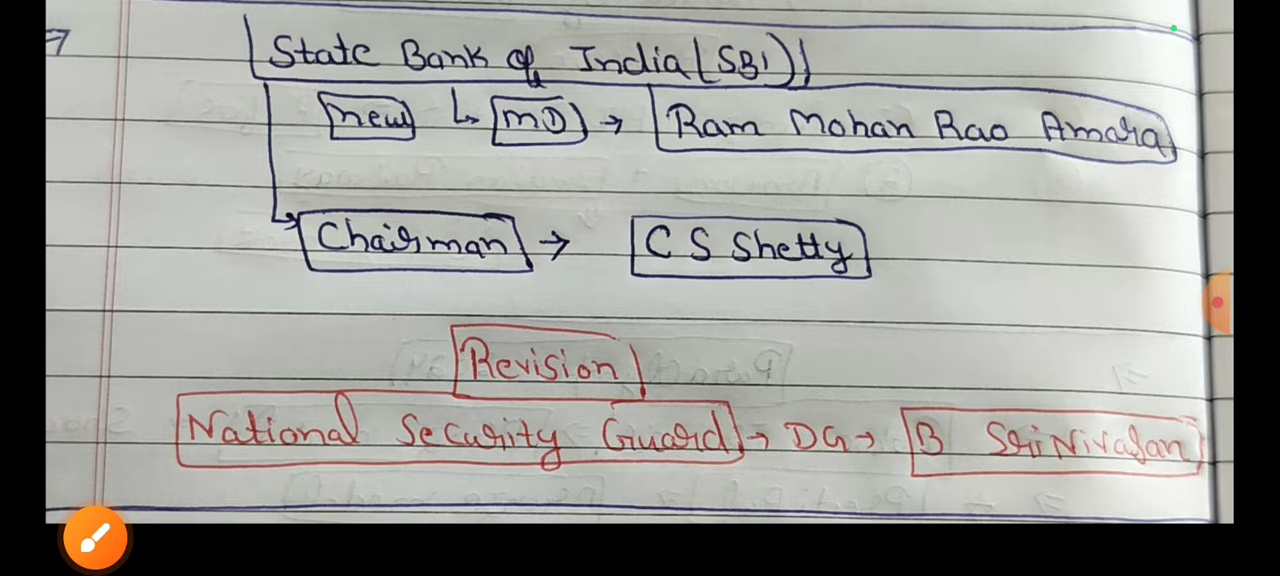 7
State Bank of India (SBI)
new ↳ MD → Ram Mohan Rao Amara
Chairman → C S Shetty
Revision
National Security Guard → DG → B SriNivasan